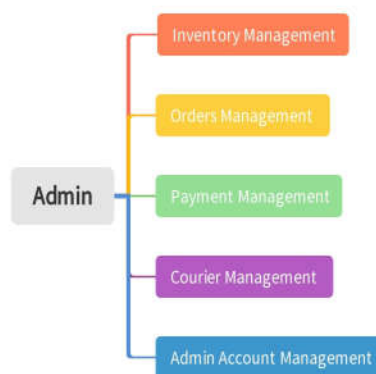 Inventory Management
Orders Management
Admin
Payment Management
Courier Management
Admin Account Management